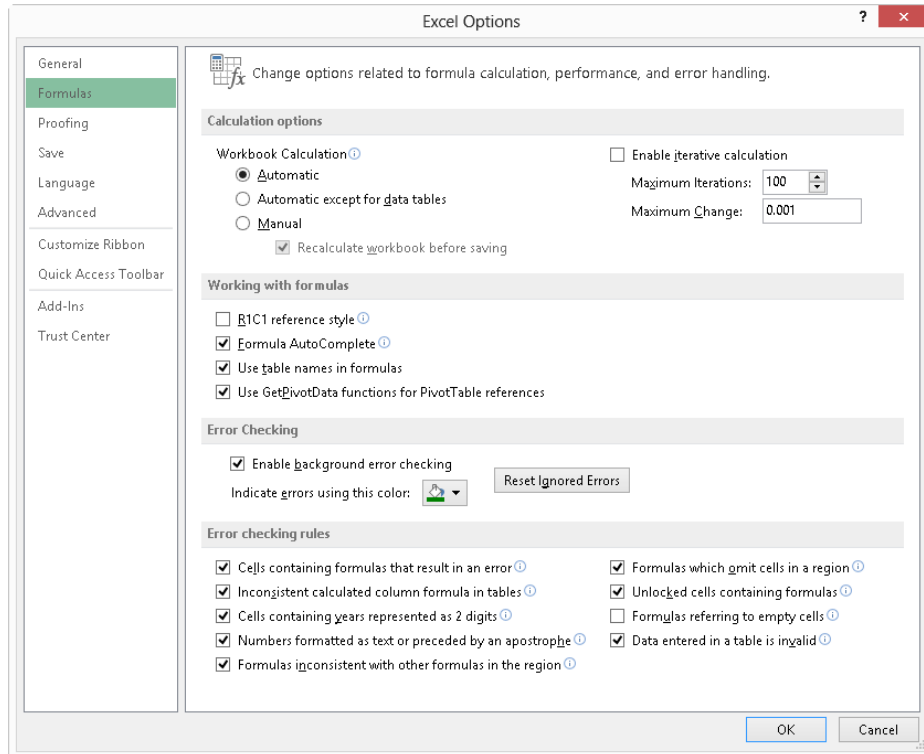 Excel Options
?
General
Formulas
Proofing
Save
Language
Advanced
Customize Ribbon
Quick Access Toolbar
Add-Ins
Trust Center
fx
Change options related to formula calculation, performance, and error handling.
Calculation options
Workbook Calculation
Automatic
Automatic except for data tables
Manual
Recalculate workbook before saving
Enable iterative calculation
Maximum Iterations: 100
Maximum Change: 0.001
Working with formulas
R1C1 reference style
Formula AutoComplete
Use table names in formulas
Use GetPivotData functions for PivotTable references
Error Checking
Enable background error checking
Indicate errors using this color:
Reset Ignored Errors
Error checking rules
Cells containing formulas that result in an error
Inconsistent calculated column formula in tables
Cells containing years represented as 2 digits
Numbers formatted as text or preceded by an apostrophe
Formulas inconsistent with other formulas in the region
Formulas which omit cells in a region
Unlocked cells containing formulas
Formulas referring to empty cells
Data entered in a table is invalid
OK
Cancel